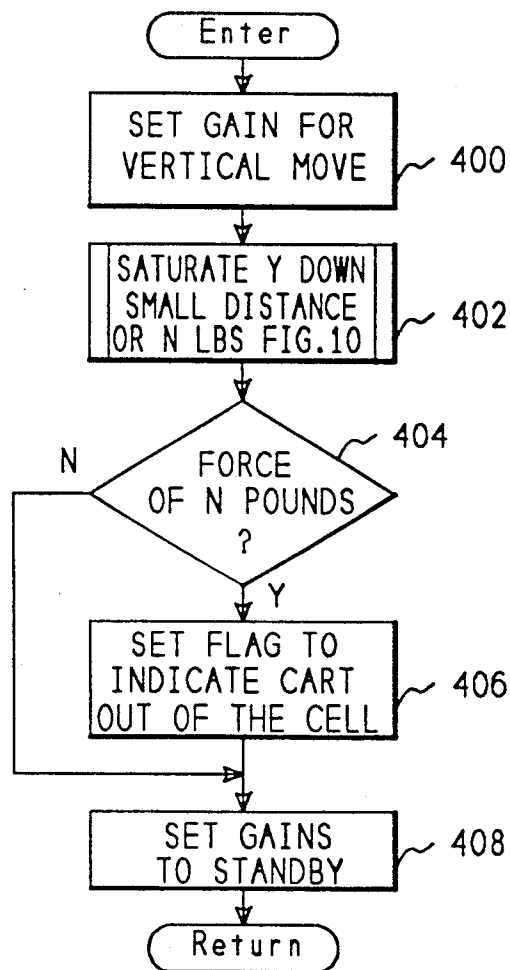 Enter
SET GAIN FOR
VERTICAL MOVE
400
SATURATE Y DOWN
SMALL DISTANCE
OR N LBS FIG.10
402
404
N
FORCE
OF N POUNDS
?
Y
SET FLAG TO
INDICATE CART
OUT OF THE CELL
406
SET GAINS
TO STANDBY
408
Return